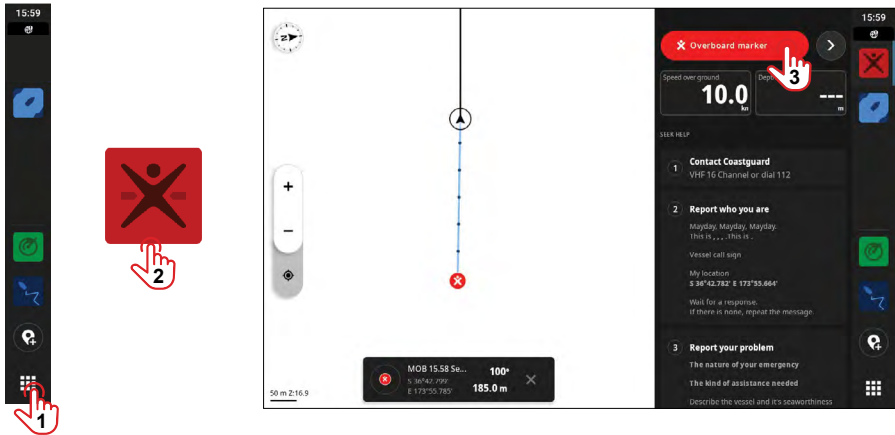 15:59
1
2
N
+
−
50 m 2:16.9
MOB 15.58 Se...
S 36°42.799'
E 173°55.785'
100°
185.0 m
Overboard marker
3
Speed over ground
10.0
kn
---
m
SEEK HELP
1 Contact Coastguard
VHF 16 Channel or dial 112
2 Report who you are
Mayday, Mayday, Mayday.
This is , , , .This is .
Vessel call sign
My location
S 36°42.782' E 173°55.664'
Wait for a response.
If there is none, repeat the message.
3 Report your problem
The nature of your emergency
The kind of assistance needed
Describe the vessel and it's seaworthiness
15:59